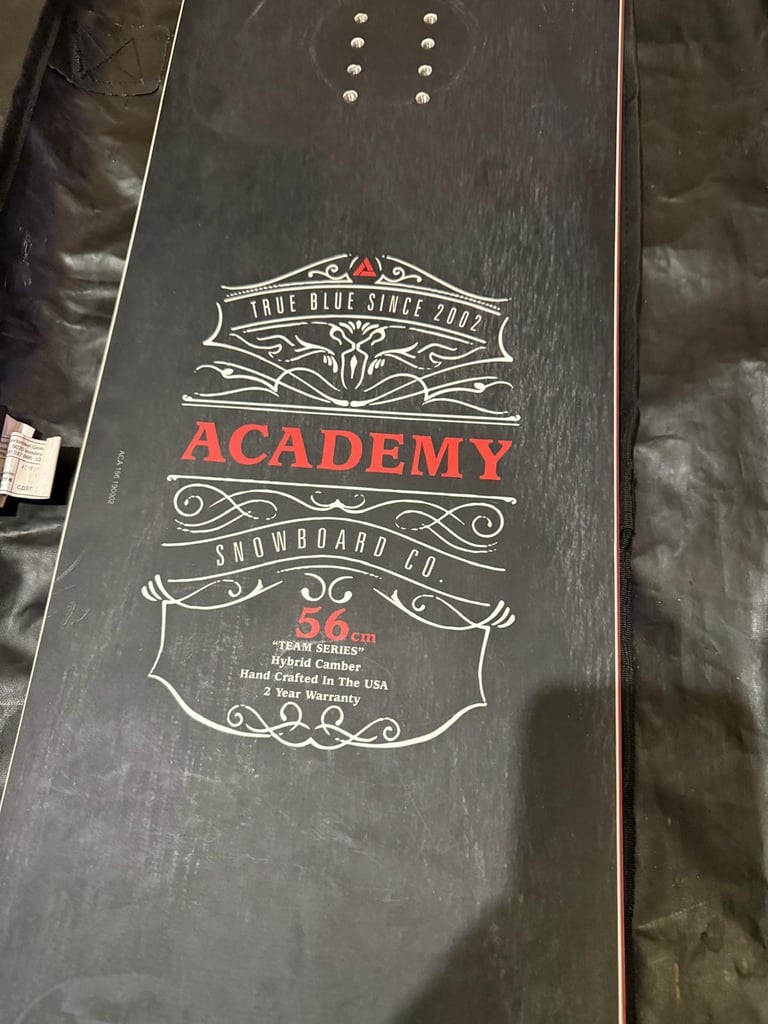 TRUE BLUE SINCE 2002
ACADEMY
SNOWBOARD CO.
56cm
"TEAM SERIES"
Hybrid Camber
Hand Crafted In The USA
2 Year Warranty